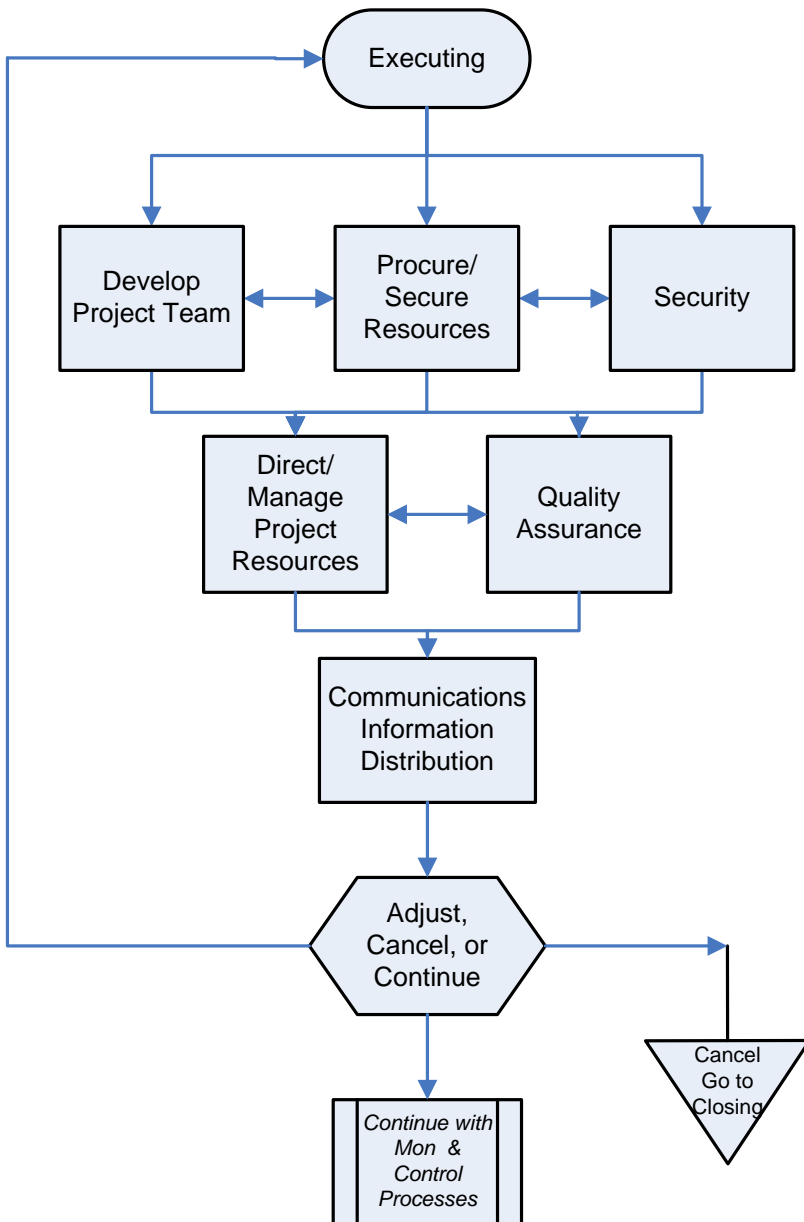 Executing
Develop
Project Team
Procure/
Secure
Resources
Security
Direct/
Manage
Project
Resources
Quality
Assurance
Communications
Information
Distribution
Adjust,
Cancel, or
Continue
Cancel
Go to
Closing
Continue with
Mon &
Control
Processes